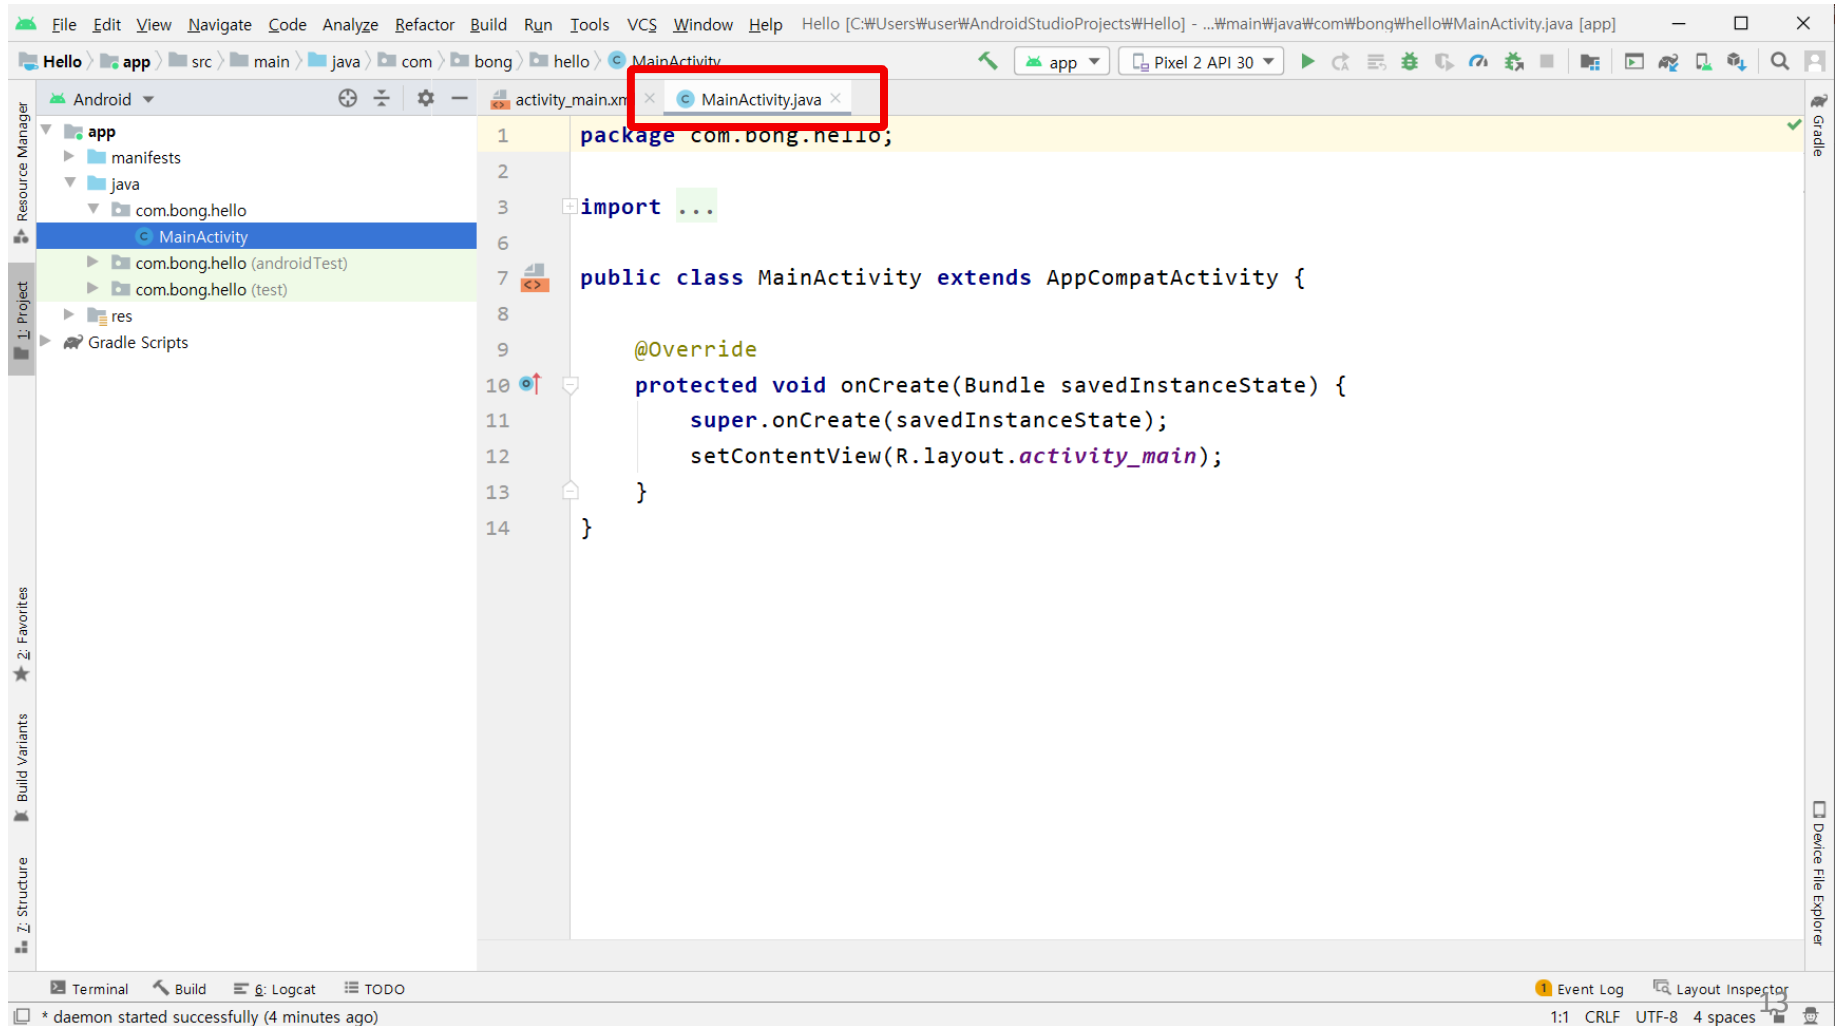 File Edit View Navigate Code Analyze Refactor Build Run Tools VCS Window Help Hello [C:₩Users₩user₩AndroidStudioProjects₩Hello] - ...₩main₩java₩com₩bong₩hello₩MainActivity.java [app]
Hello app src main java com bong hello MainActivity app Pixel 2 API 30
Android
activity_main.xm MainActivity.java
app
manifests
java
com.bong.hello
MainActivity
com.bong.hello (androidTest)
com.bong.hello (test)
res
Gradle Scripts
1 package com.bong.hello;
2
3 import ...
6
7 public class MainActivity extends AppCompatActivity {
8
9 @Override
10 protected void onCreate(Bundle savedInstanceState) {
11 super.onCreate(savedInstanceState);
12 setContentView(R.layout.activity_main);
13 }
14 }
Resource Manager
1: Project
2: Favorites
Build Variants
7: Structure
Gradle
Device File Explorer
Terminal Build 6: Logcat TODO 1 Event Log Layout Inspector
13
* daemon started successfully (4 minutes ago) 1:1 CRLF UTF-8 4 spaces